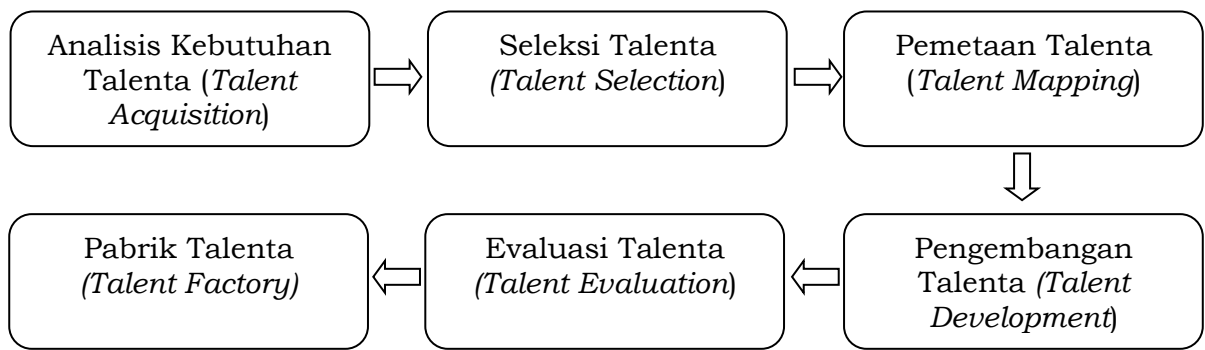 Analisis Kebutuhan
Talenta (Talent
Acquisition)
Seleksi Talenta
(Talent Selection)
Pemetaan Talenta
(Talent Mapping)
Pengembangan
Talenta (Talent
Development)
Evaluasi Talenta
(Talent Evaluation)
Pabrik Talenta
(Talent Factory)